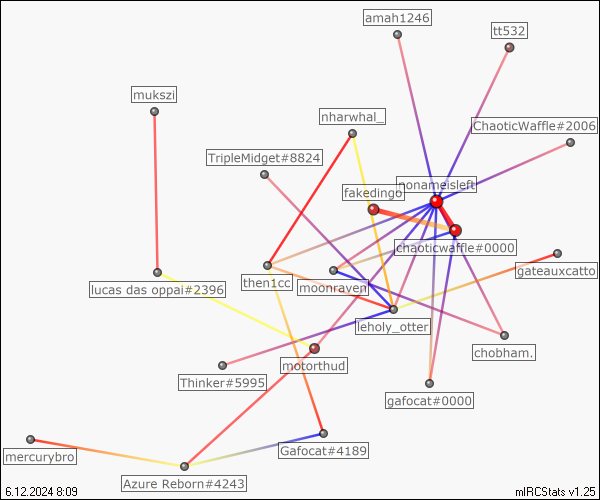 amah1246
tt532
mukszi
nharwhal_
ChaoticWaffle#2006
TripleMidget#8824
nonameisleft
fakedingo
chaoticwaffle#0000
gateauxcatto
then1cc
moonraven
lucas das oppai#2396
leholy_otter
chobham.
motorthud
Thinker#5995
gafocat#0000
Gafocat#4189
mercurybro
Azure Reborn#4243
6.12.2024 8:09
mIRCStats v1.25